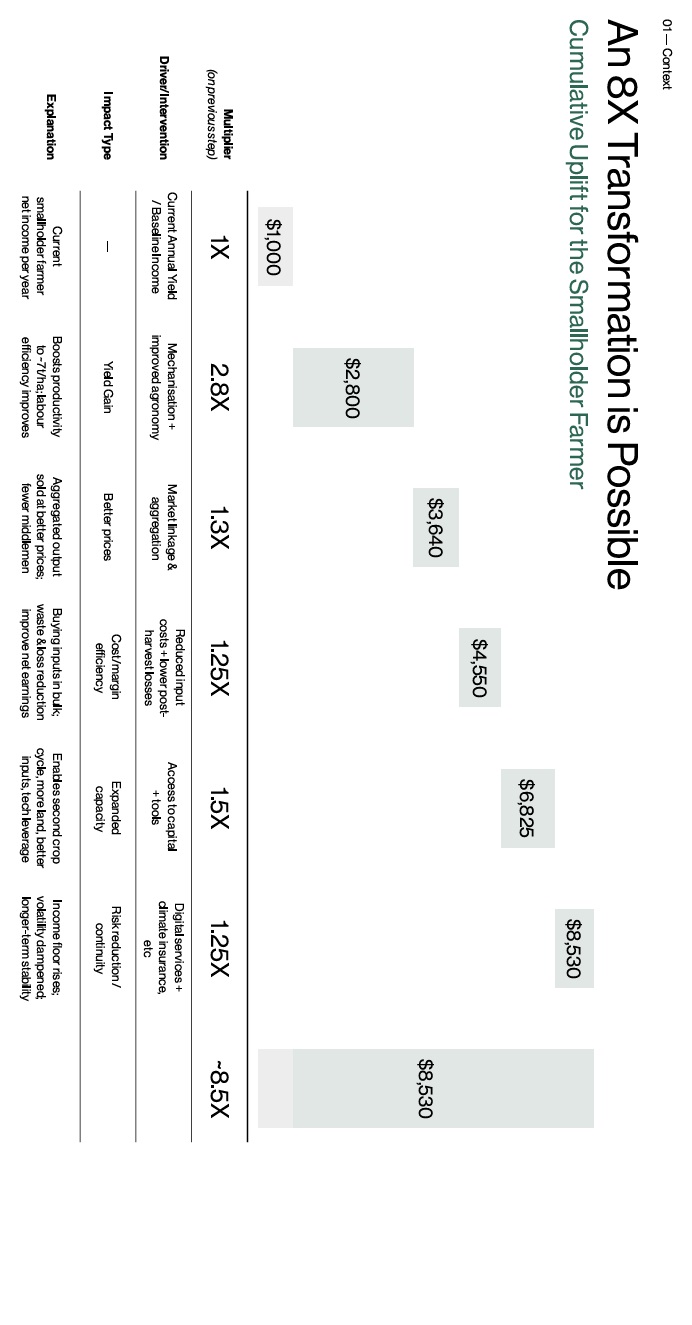 01— Context
An 8X Transformation is Possible
Cumulative Uplift for the Smallholder Farmer
$1,000
$2,800
$3,640
$4,550
$6,825
$8,530
$8,530
Multiplier
(on previous step)
1X
2.8X
1.3X
1.25X
1.5X
1.25X
~8.5X
Driver/Intervention
Current Annual Yield
/ Baseline Income
Mechanisation +
improved agronomy
Market linkage &
aggregation
Reduced input
costs + lower post-
harvest losses
Access to capital
+ tools
Digital services +
climate insurance,
etc
Impact Type
—
Yield Gain
Better prices
Cost/margin
efficiency
Expanded
capacity
Risk reduction /
continuity
Explanation
Current
smallholder farmer
net income per year
Boosts productivity
to ~7t/ha; labour
efficiency improves
Aggregated output
sold at better prices;
fewer middlemen
Buying inputs in bulk;
waste & loss reduction
improve net earnings
Enables second crop
cycle, more land, better
inputs, tech leverage
Income floor rises;
volatility dampened;
longer-term stability